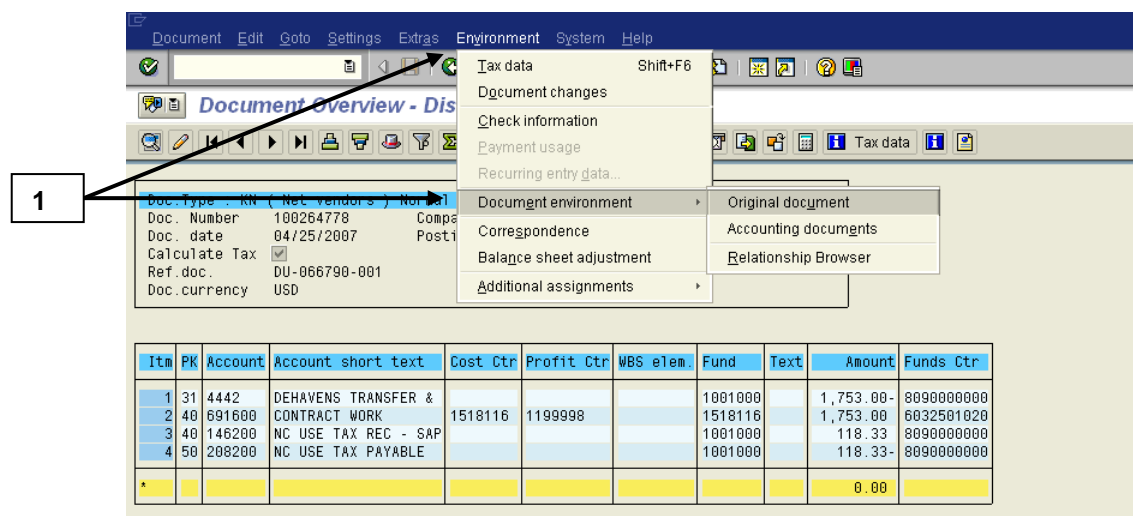 Document Edit Goto Settings Extras Environment System Help
Document Overview - Dis
Tax data Shift+F6
Document changes
Check information
Payment usage
Recurring entry data...
Document environment
Correspondence
Balance sheet adjustment
Additional assignments
Original document
Accounting documents
Relationship Browser
Tax data
1
Doc.Type : KN ( Net vendors ) Normal
Doc. Number 100264778 Compa
Doc. date 04/25/2007 Posti
Calculate Tax
Ref.doc. DU-066790-001
Doc.currency USD
Itm PK Account Account short text Cost Ctr Profit Ctr WBS elem. Fund Text Amount Funds Ctr
1 31 4442 DEHAVENS TRANSFER & 1001000 1,753.00- 8090000000
2 40 691600 CONTRACT WORK 1518116 1199998 1518116 1,753.00 6032501020
3 40 146200 NC USE TAX REC - SAP 1001000 118.33 8090000000
4 50 208200 NC USE TAX PAYABLE 1001000 118.33- 8090000000
* 0.00